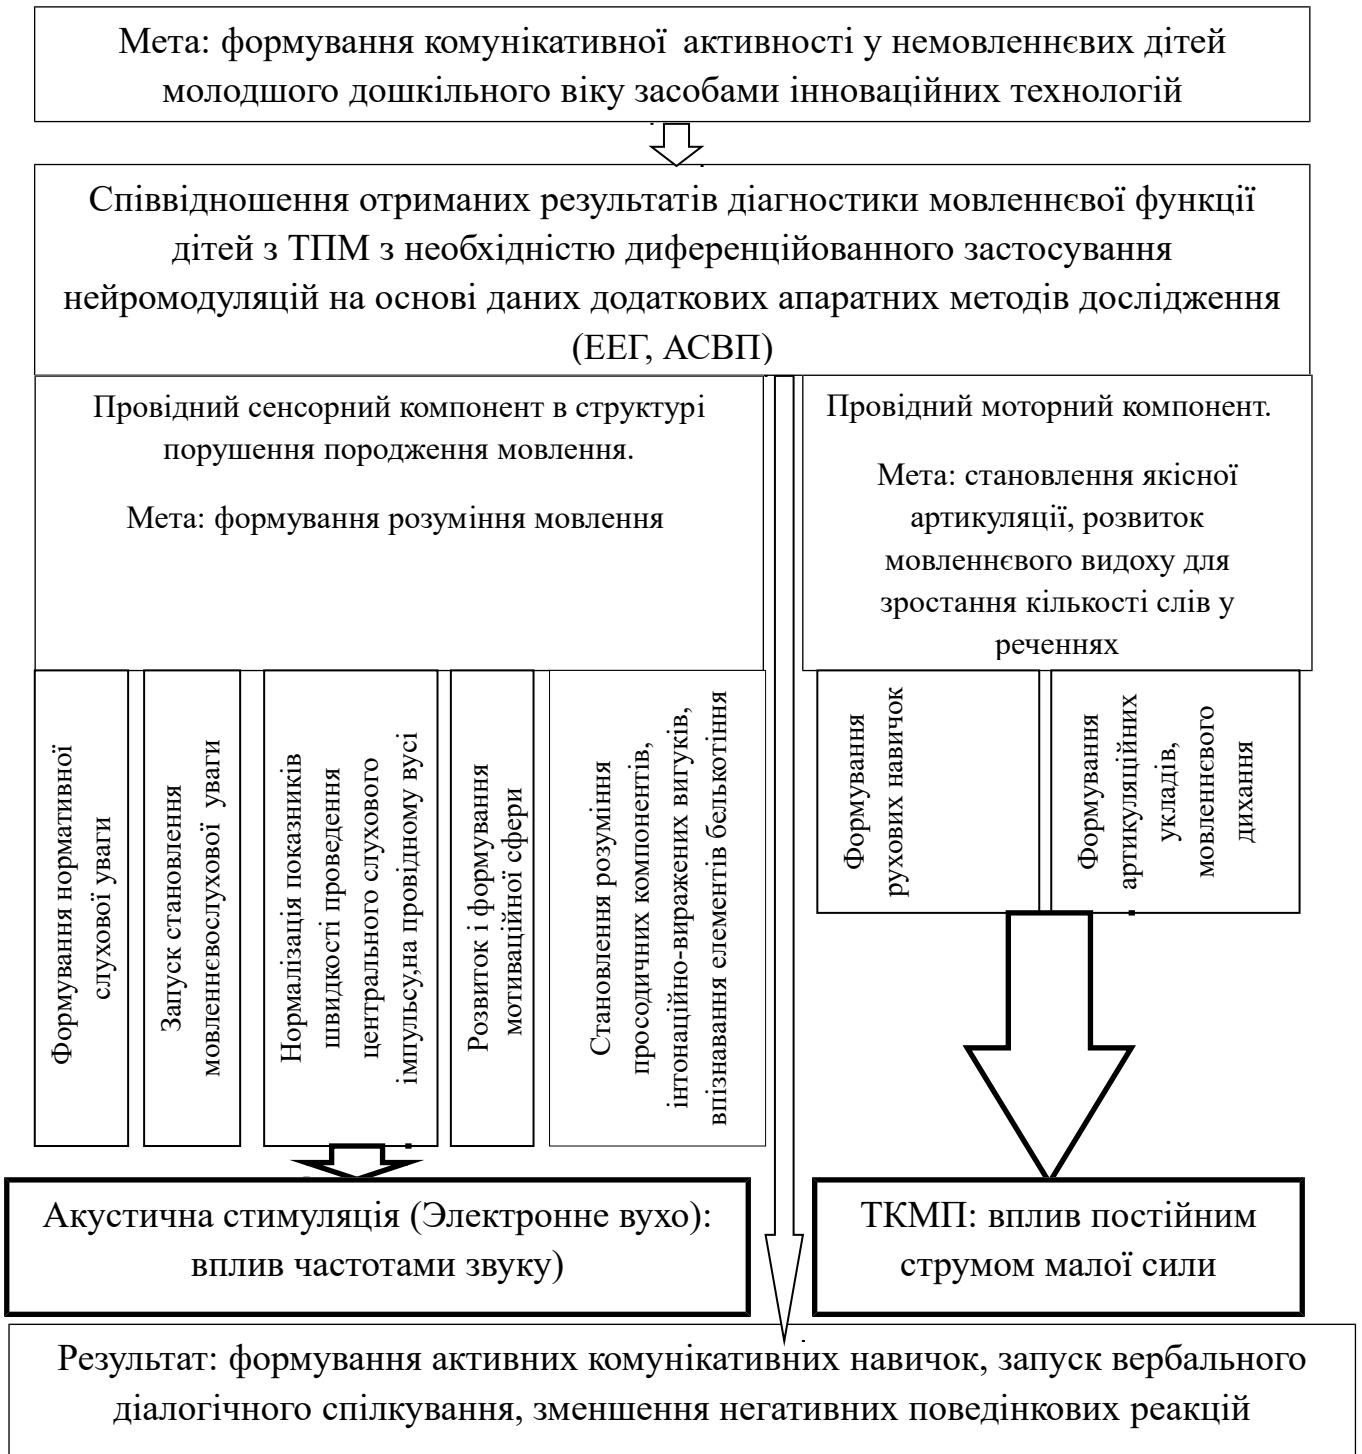 Мета: формування комунікативної активності у немовленнєвих дітей
молодшого дошкільного віку засобами інноваційних технологій
Співвідношення отриманих результатів діагностики мовленнєвої функції
дітей з ТПМ з необхідністю диференційованного застосування
нейромодуляцій на основі даних додаткових апаратних методів дослідження
(ЕЕГ, АСВП)
Провідний сенсорний компонент в структурі
порушення породження мовлення.
Мета: формування розуміння мовлення
Провідний моторний компонент.
Мета: становлення якісної
артикуляції, розвиток
мовленнєвого видоху для
зростання кількості слів у
реченнях
Формування нормативної
слухової уваги
Запуск становлення
мовленнєвослухової уваги
Нормалізація показників
швидкості проведення
центрального слухового
імпульсу,на провідному вусі
Розвиток і формування
мотиваційної сфери
Становлення розуміння
просодичних компонентів,
інтонаційно-виражених вигуків,
впізнавання елементів белькотіння
Формування
рухових навичок
Формування
артикуляційних
укладів,
мовленнєвого
дихання
Акустична стимуляція (Электронне вухо):
вплив частотами звуку)
ТКМП: вплив постійним
струмом малої сили
Результат: формування активних комунікативних навичок, запуск вербального
діалогічного спілкування, зменшення негативних поведінкових реакцій